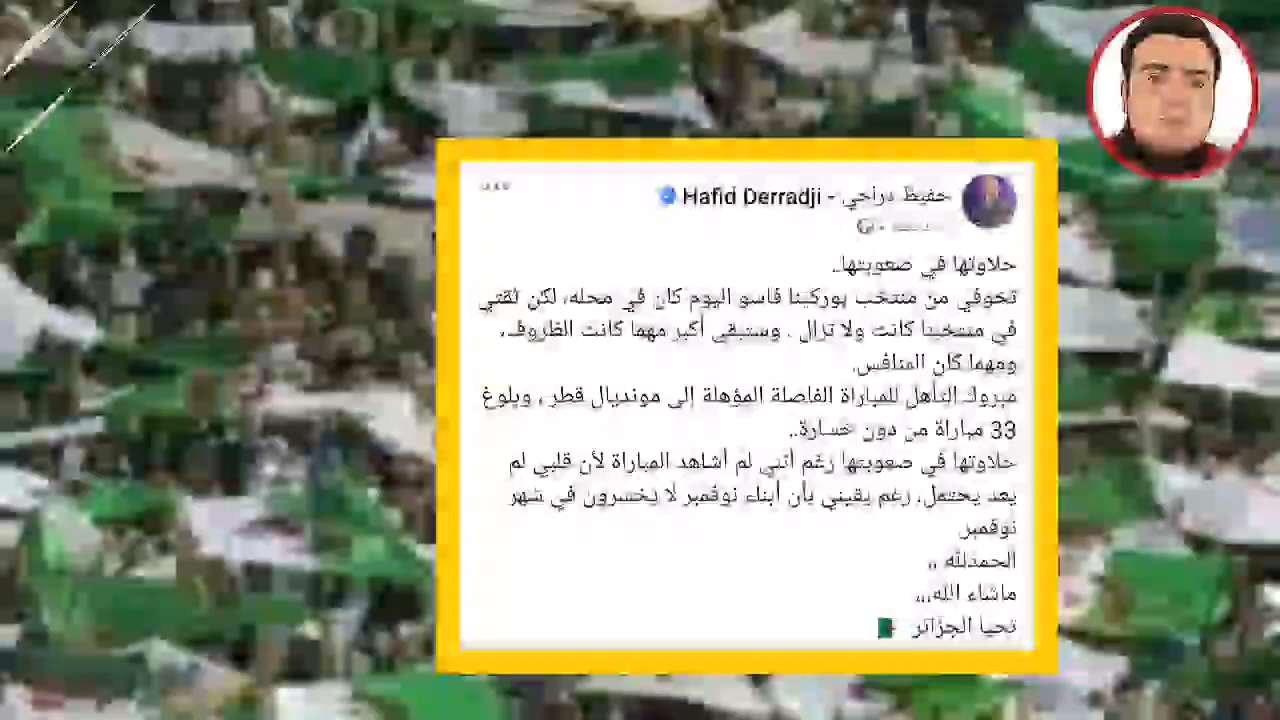 حفيظ دراجي - Hafid Derradji
حلاوتها في صعوبتها..
تخوفي من منتخب بوركينا فاسو اليوم كان في محله، لكن ثقتي
في منتخبنا كانت ولا تزال . وستبقى أكبر مهما كانت الظروف،
ومهما كان المنافس.
مبروك التأهل للمباراة الفاصلة المؤهلة إلى مونديال قطر ، وبلوغ
33 مباراة من دون خسارة..
حلاوتها في صعوبتها رغم أنني لم أشاهد المباراة لأن قلبي لم
يعد يحتمل، رغم يقيني بأن أبناء نوفمبر لا يخسرون في شهر
نوفمبر
الحمدلله ..
ماشاء الله...
تحيا الجزائر